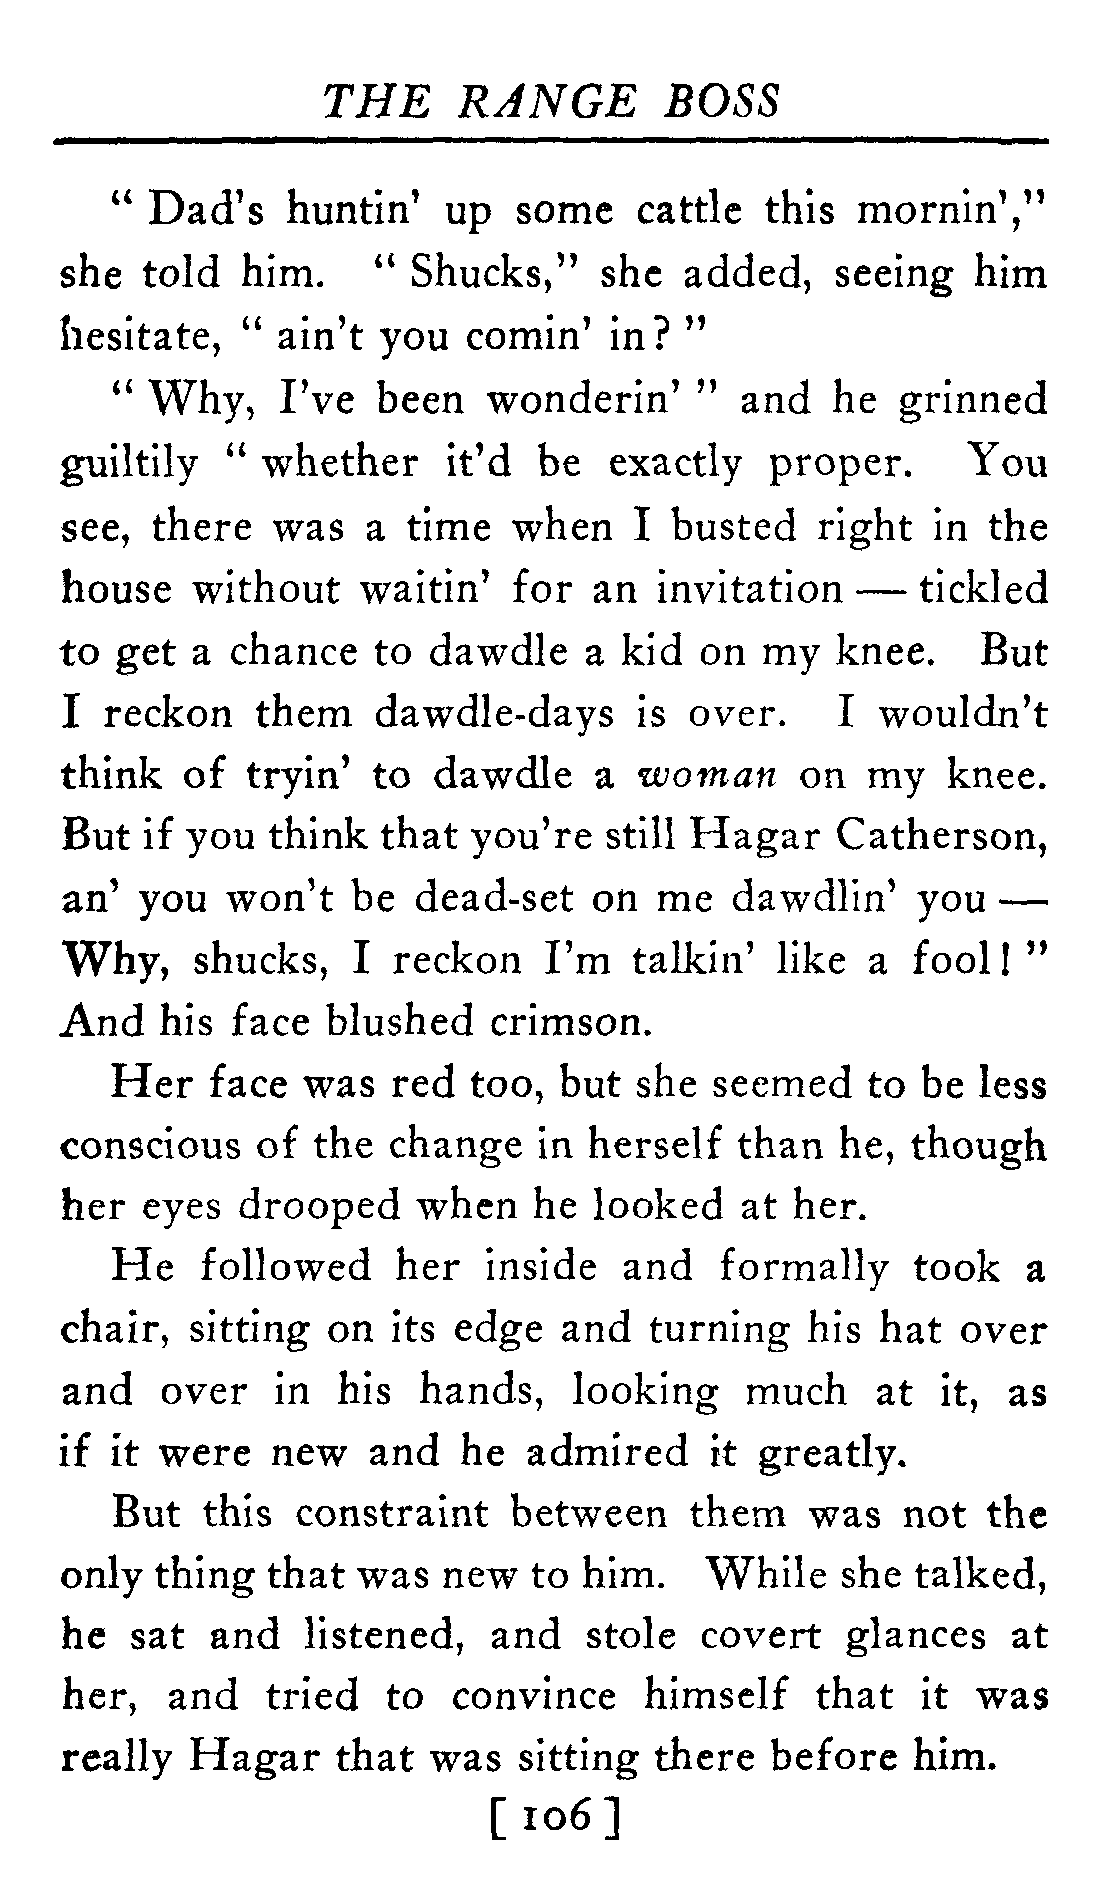 THE RANGE BOSS
" Dad's huntin' up some cattle this mornin',"
she told him. " Shucks," she added, seeing him
hesitate, " ain't you comin' in? "
" Why, I've been wonderin' " and he grinned
guiltily " whether it'd be exactly proper. You
see, there was a time when I busted right in the
house without waitin' for an invitation — tickled
to get a chance to dawdle a kid on my knee. But
I reckon them dawdle-days is over. I wouldn't
think of tryin' to dawdle a woman on my knee.
But if you think that you're still Hagar Catherson,
an' you won't be dead-set on me dawdlin' you —
Why, shucks, I reckon I'm talkin' like a fool! "
And his face blushed crimson.
Her face was red too, but she seemed to be less
conscious of the change in herself than he, though
her eyes drooped when he looked at her.
He followed her inside and formally took a
chair, sitting on its edge and turning his hat over
and over in his hands, looking much at it, as
if it were new and he admired it greatly.
But this constraint between them was not the
only thing that was new to him. While she talked,
he sat and listened, and stole covert glances at
her, and tried to convince himself that it was
really Hagar that was sitting there before him.
[ 106 ]